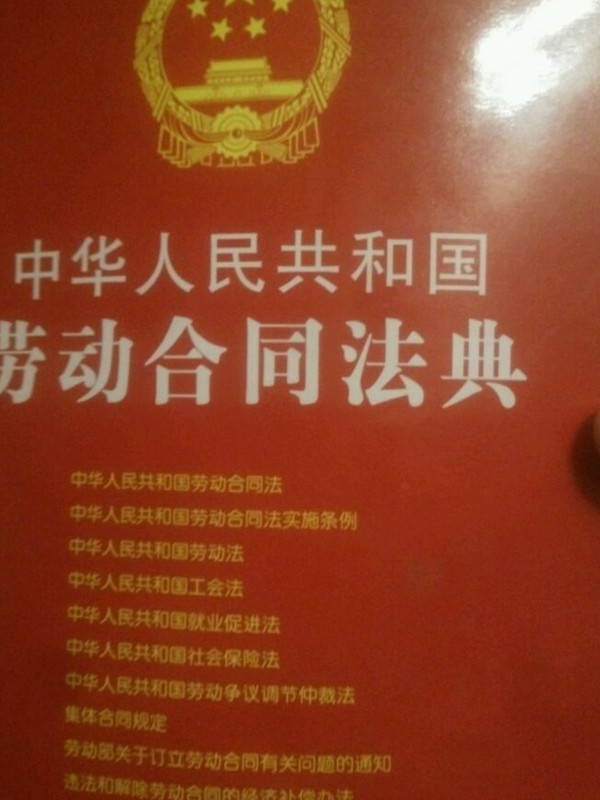 中华人民共和国
劳动合同法典
中华人民共和国劳动合同法
中华人民共和国劳动合同法实施条例
中华人民共和国劳动法
中华人民共和国工会法
中华人民共和国就业促进法
中华人民共和国社会保险法
中华人民共和国劳动争议调节仲裁法
集体合同规定
劳动部关于订立劳动合同有关问题的通知
违法和解除劳动合同的经济补偿办法